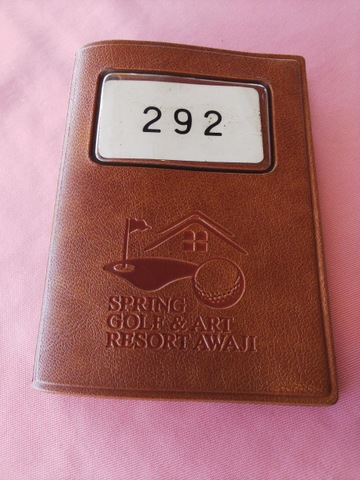 292
SPRING
GOLF & ART
RESORT AWAJI